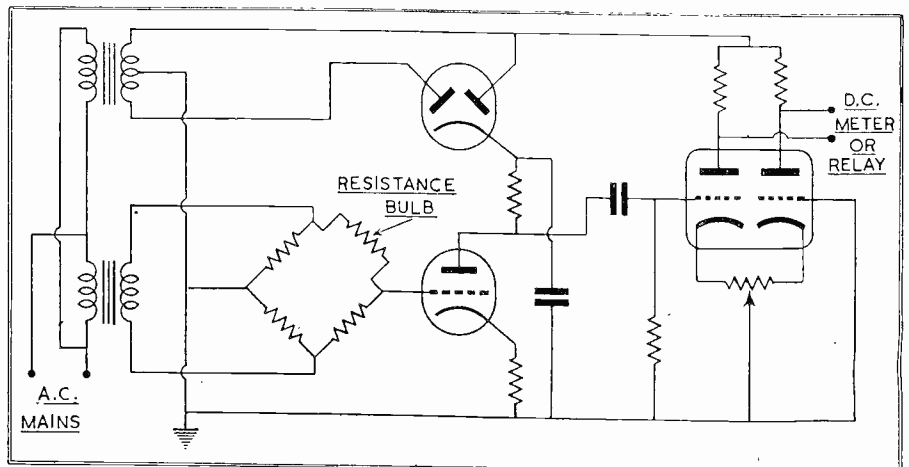 RESISTANCE
BULB
D.C.
METER
OR
RELAY
A.C.
MAINS